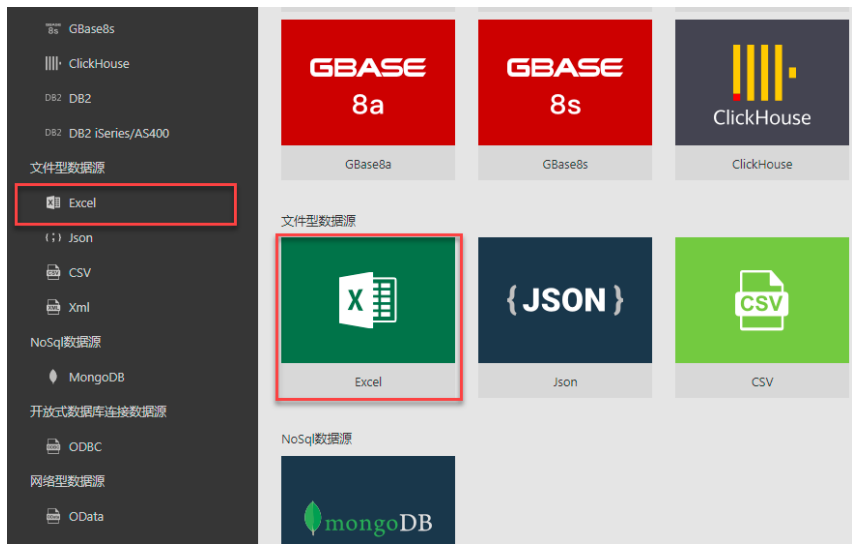 8s GBase8s
ClickHouse
DB2 DB2
DB2 DB2 iSeries/AS400
文件型数据源
Excel
{;} Json
CSV CSV
Xml
NoSql数据源
MongoDB
开放式数据库连接数据源
ODBC
网络型数据源
OData
GBASE
8a
GBase8a
GBASE
8s
GBase8s
ClickHouse
ClickHouse
文件型数据源
X
Excel
{JSON}
Json
CSV
CSV
NoSql数据源
mongoDB